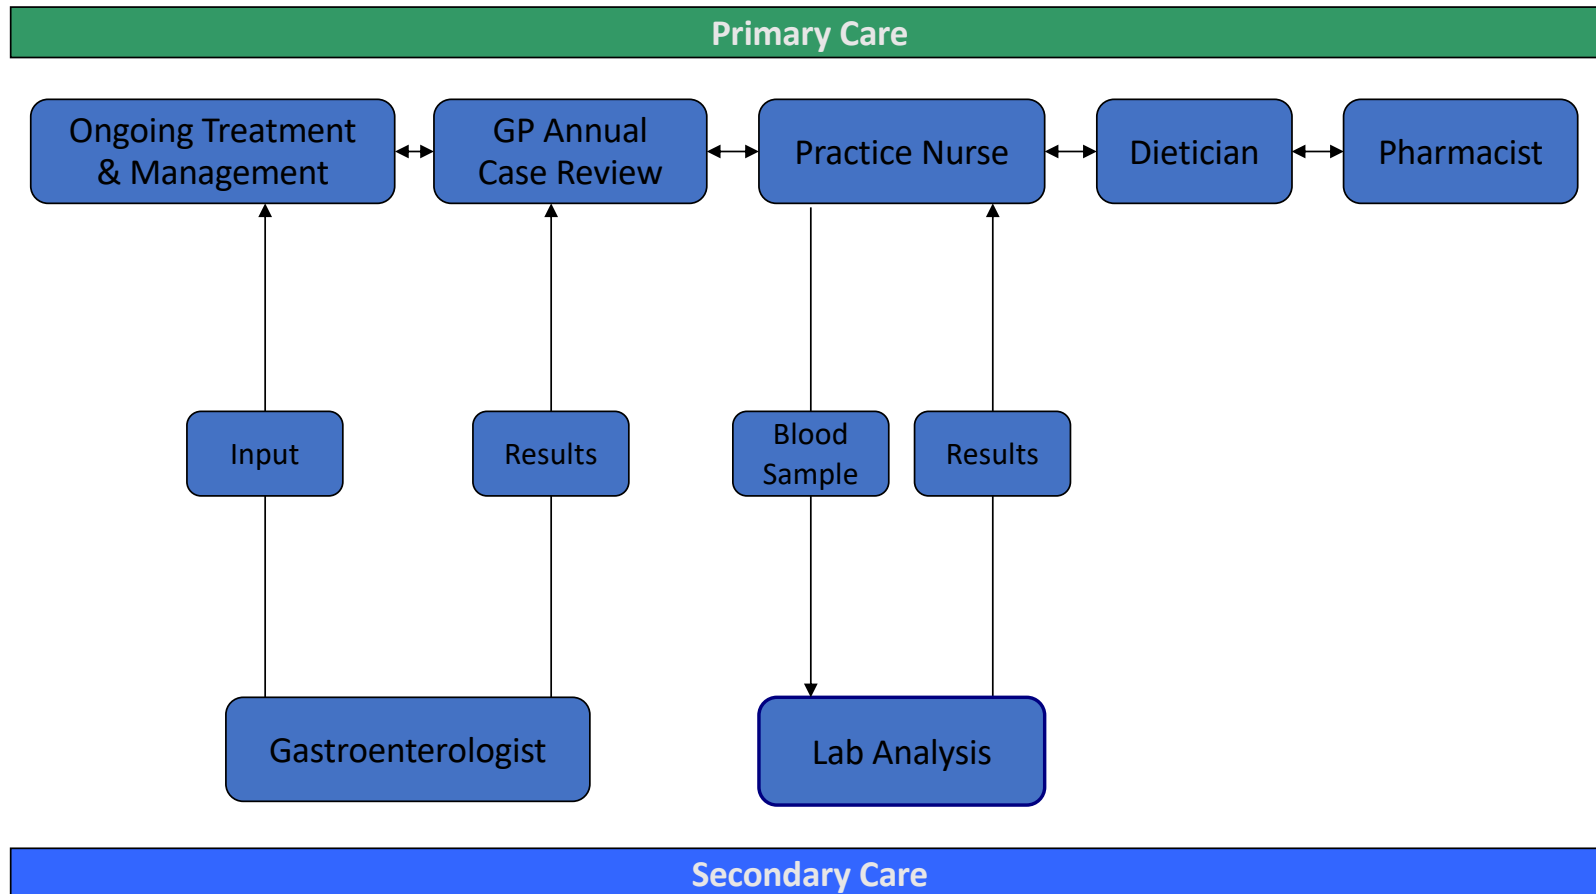 Primary Care
Ongoing Treatment
& Management
GP Annual
Case Review
Practice Nurse
Dietician
Pharmacist
Input
Results
Blood
Sample
Results
Gastroenterologist
Lab Analysis
Secondary Care